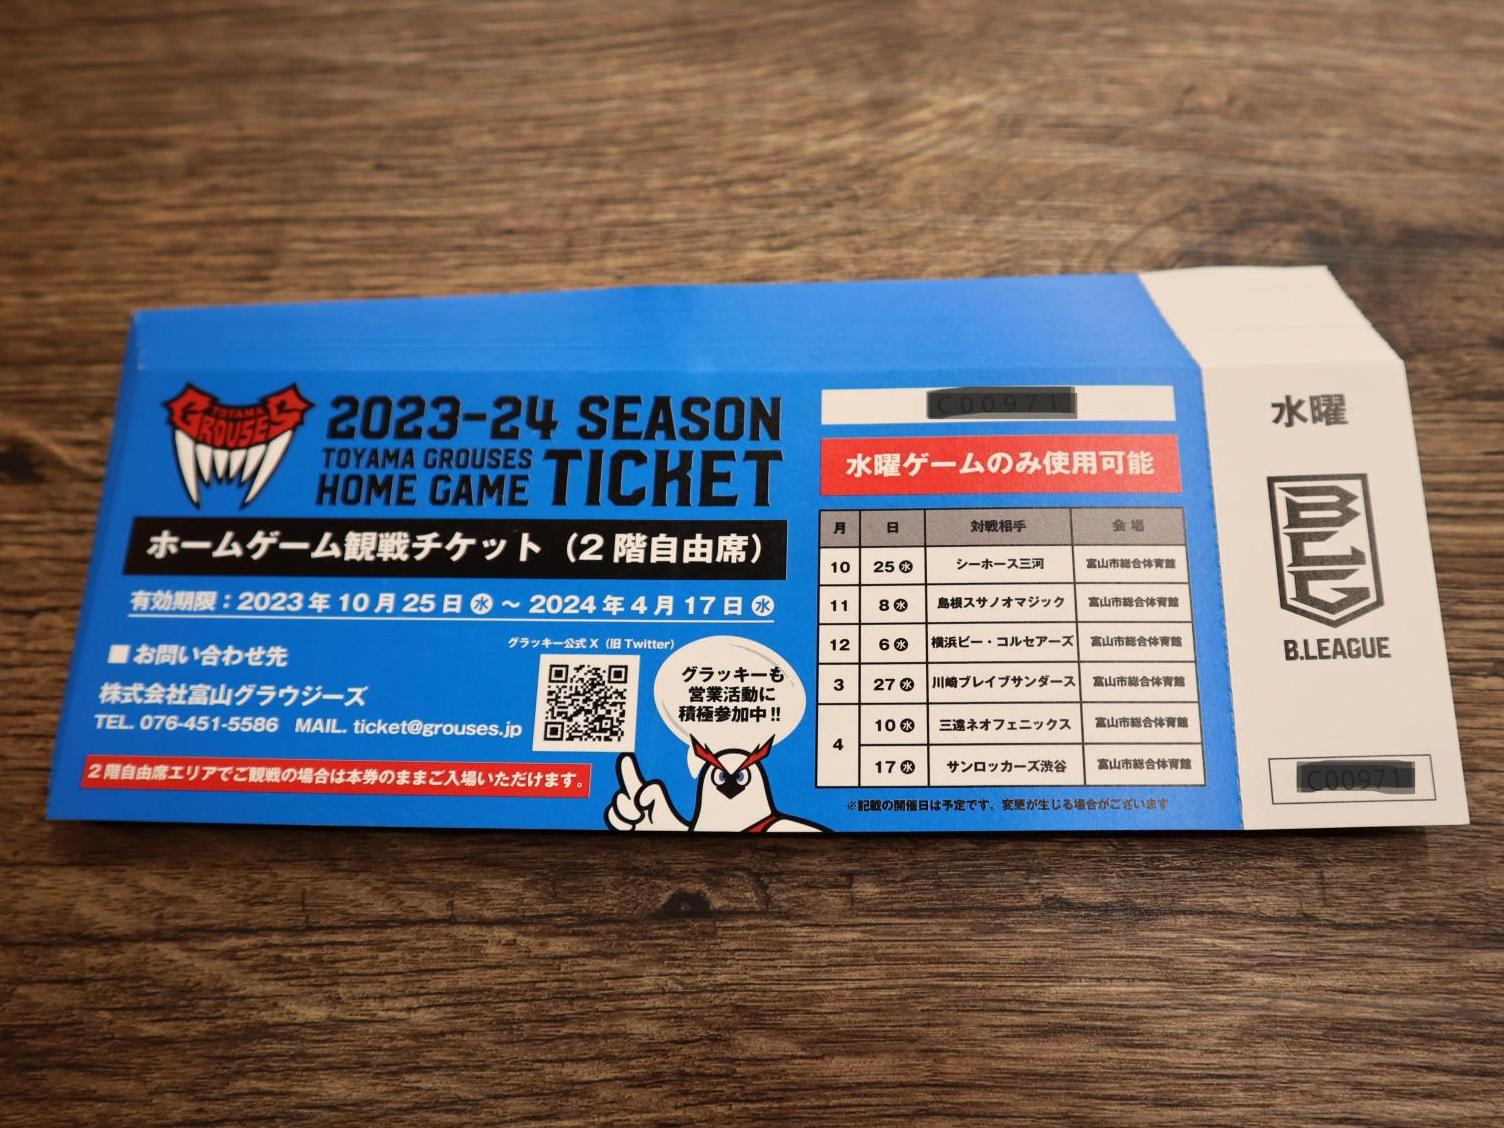 TOYAMA
GROUSES
2023-24 SEASON
TOYAMA GROUSES
HOME GAME
TICKET
ホームゲーム観戦チケット（2階自由席）
有効期限：2023年10月25日㊌～2024年4月17日㊌
■お問い合わせ先
株式会社富山グラウジーズ
TEL. 076-451-5586 MAIL. ticket@grouses.jp
2階自由席エリアでご観戦の場合は本券のままご入場いただけます。
グラッキー公式X（旧Twitter）
グラッキーも
営業活動に
積極参加中!!
C00971
水曜ゲームのみ使用可能
月 日 対戦相手 会場
10 25㊌ シーホース三河 富山市総合体育館
11 8㊌ 島根スサノオマジック 富山市総合体育館
12 6㊌ 横浜ビー・コルセアーズ 富山市総合体育館
3 27㊌ 川崎ブレイブサンダース 富山市総合体育館
4 10㊌ 三遠ネオフェニックス 富山市総合体育館
17㊌ サンロッカーズ渋谷 富山市総合体育館
※記載の開催日は予定です。変更が生じる場合がございます
水曜
B.LEAGUE
C00971